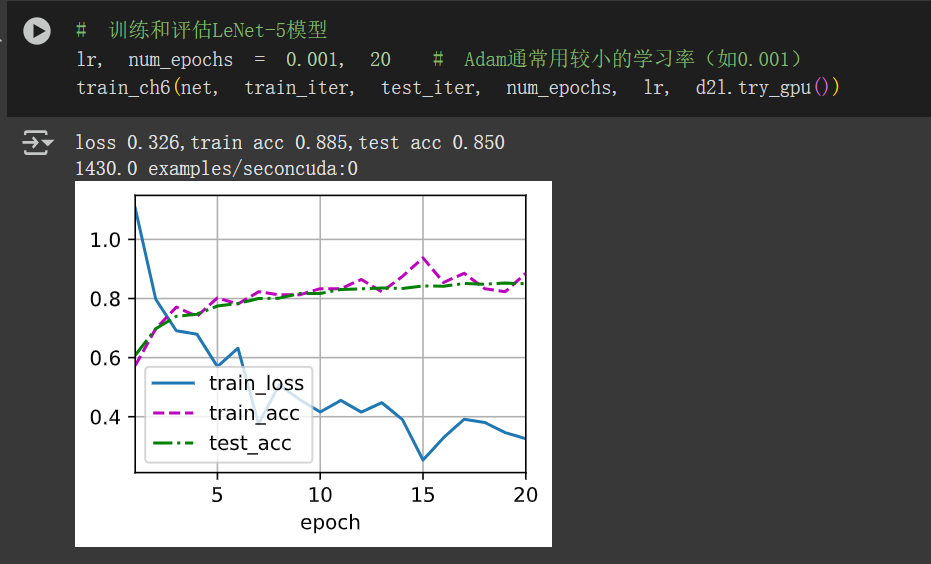 # 训练和评估LeNet-5模型
lr, num_epochs = 0.001, 20 # Adam通常用较小的学习率（如0.001）
train_ch6(net, train_iter, test_iter, num_epochs, lr, d2l.try_gpu())
loss 0.326,train acc 0.885,test acc 0.850
1430.0 examples/seconcuda:0
1.0
0.8
0.6
0.4
train_loss
train_acc
test_acc
5 10 15 20
epoch